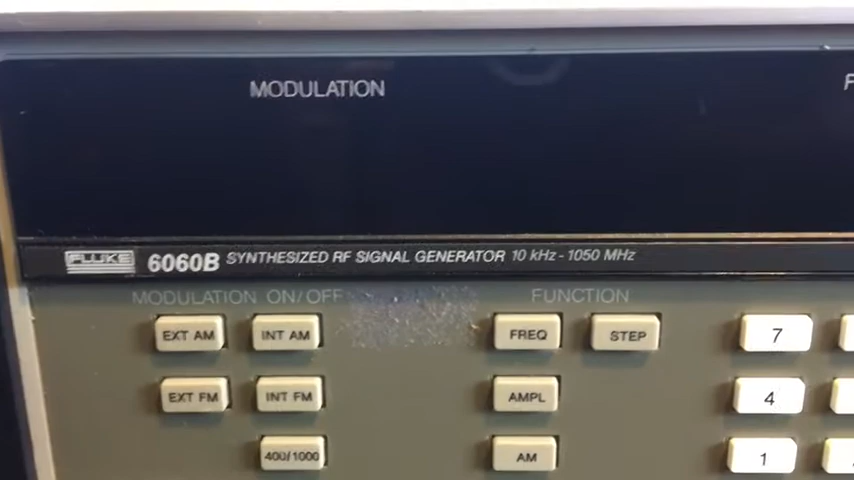 MODULATION
F
FLUKE 6060B SYNTHESIZED RF SIGNAL GENERATOR 10 kHz - 1050 MHz
MODULATION ON/OFF FUNCTION
EXT AM INT AM FREQ STEP 7
EXT FM INT FM AMPL 4
400/1000 AM 1